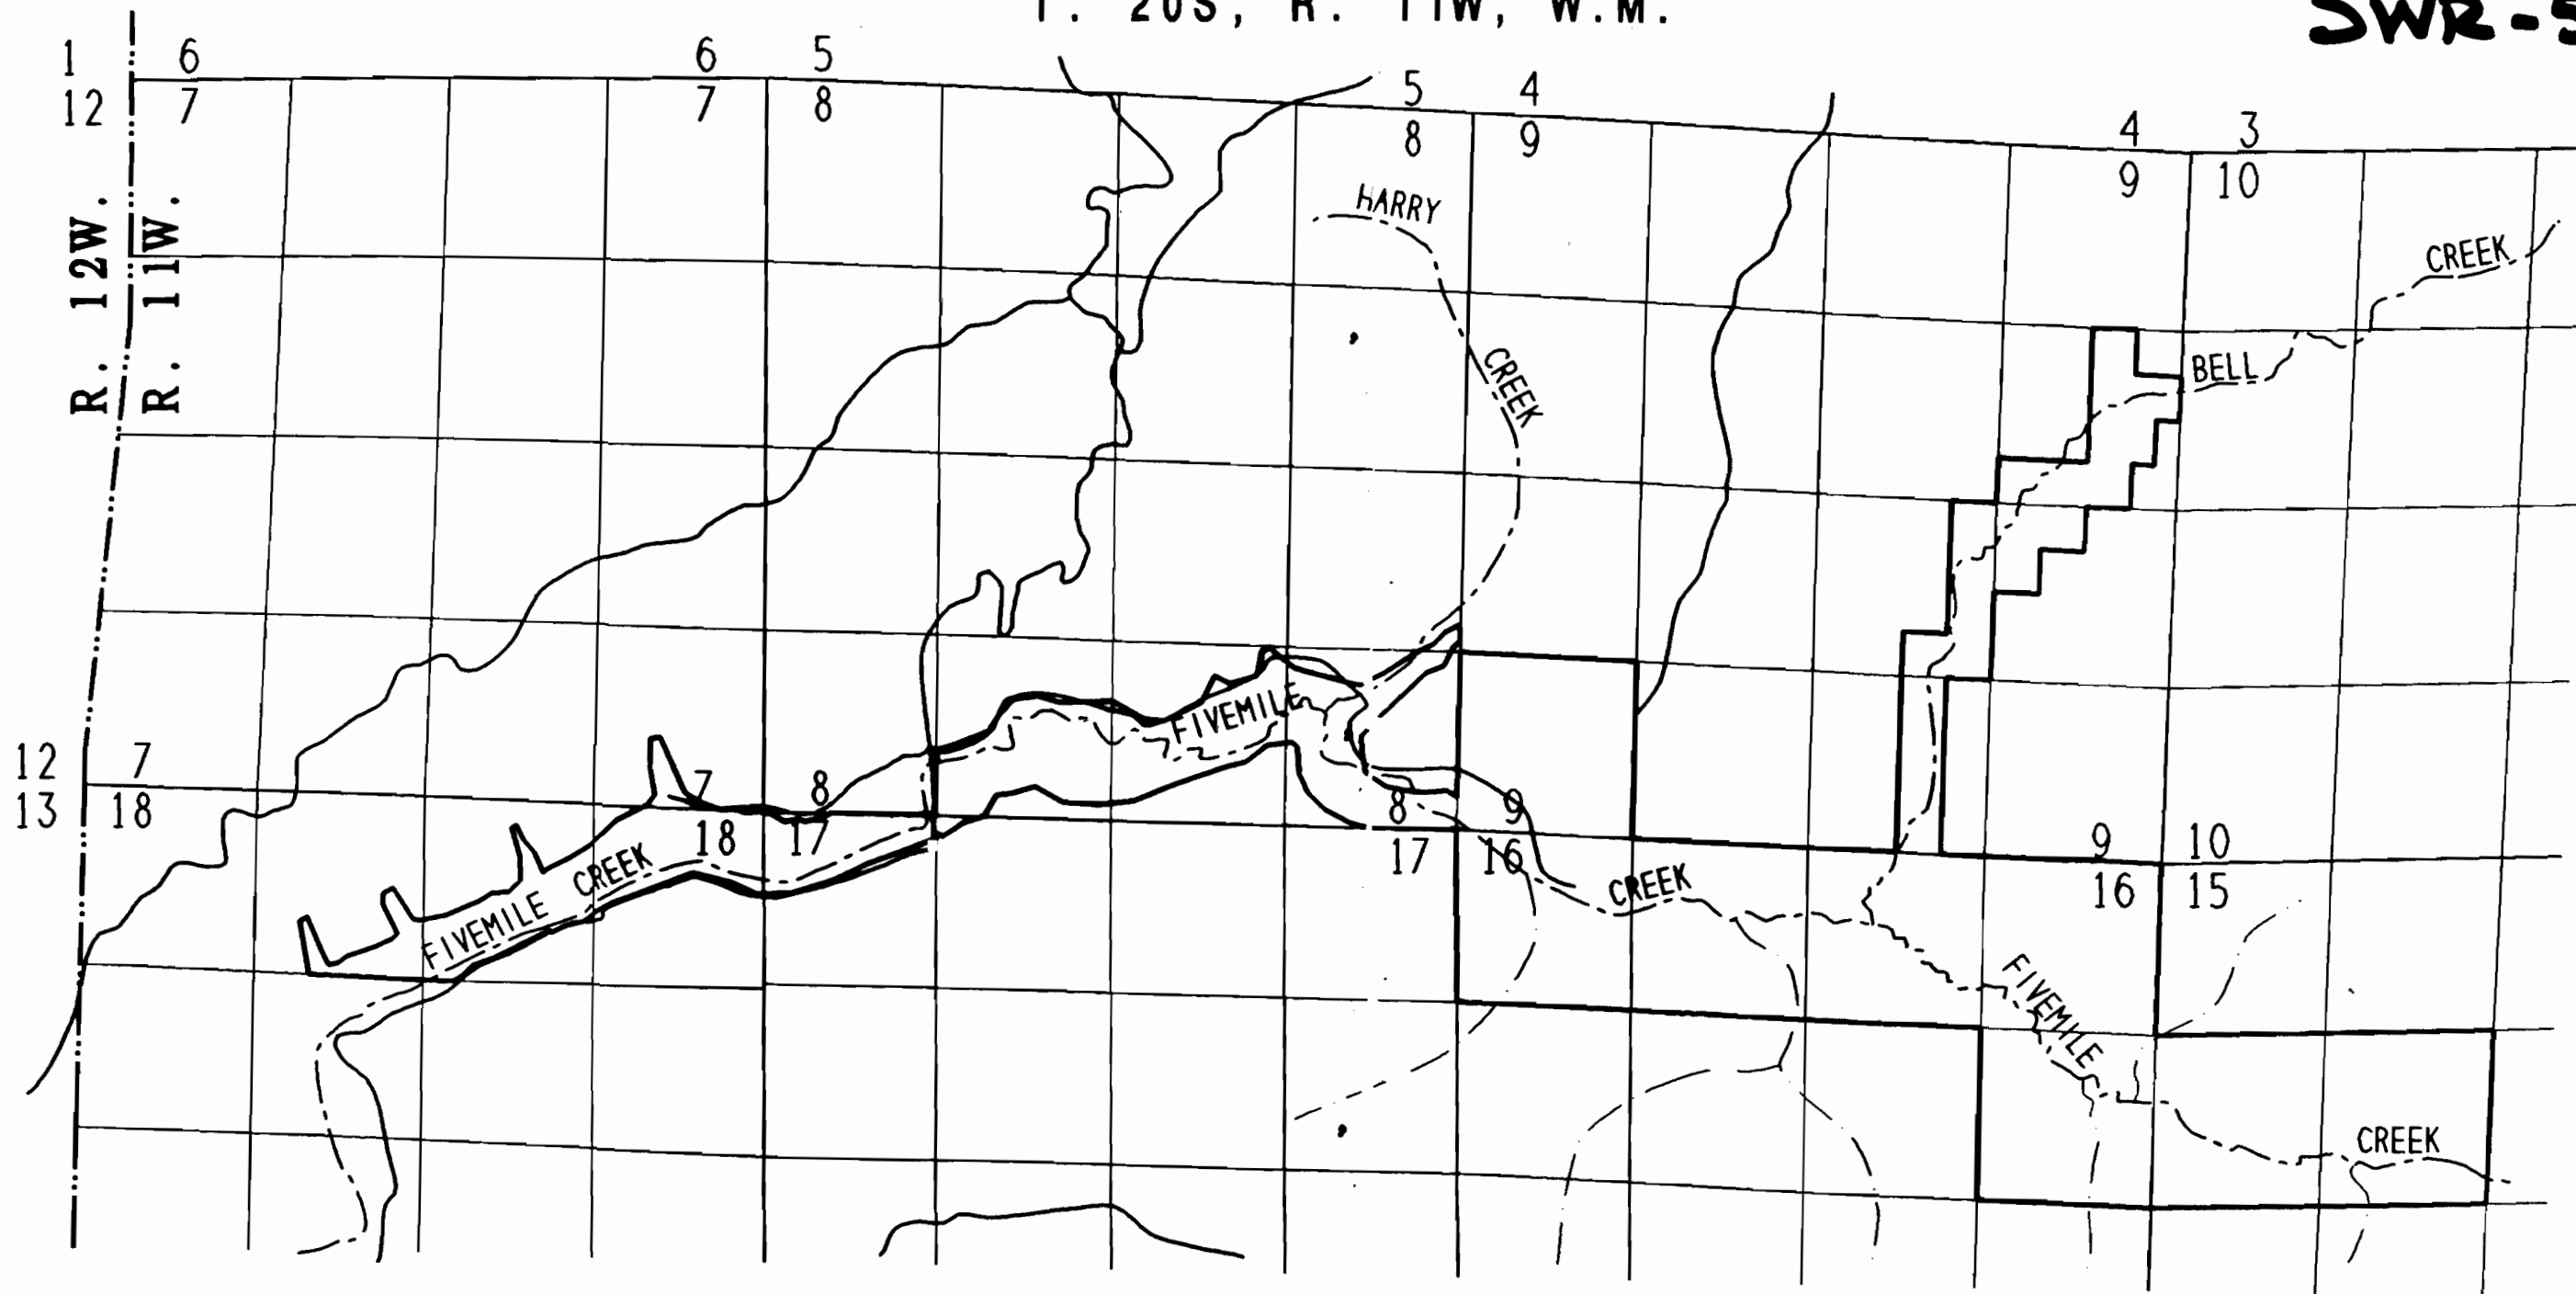 T. 20S, R. 11W, W.M.
SWR-5
1 6 6 5 5 4 4 3
12 7 7 8 8 9 9 10
R. 12W.
R. 11W.
HARRY
CREEK
CREEK
BELL
FIVEMILE
12 7 7 8 8 9 9 10
13 18 18 17 17 16 16 15
CREEK
FIVEMILE CREEK
FIVEMILE
CREEK